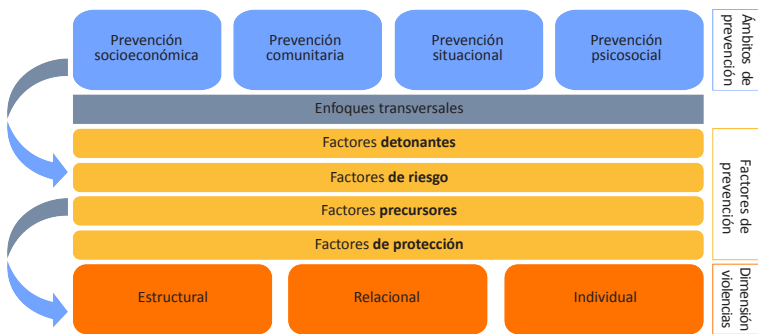 Prevención
socioeconómica
Prevención
comunitaria
Prevención
situacional
Prevención
psicosocial
Ámbitos de
prevención
Enfoques transversales
Factores detonantes
Factores de riesgo
Factores precursores
Factores de protección
Factores de
prevención
Estructural
Relacional
Individual
Dimensión
violencias